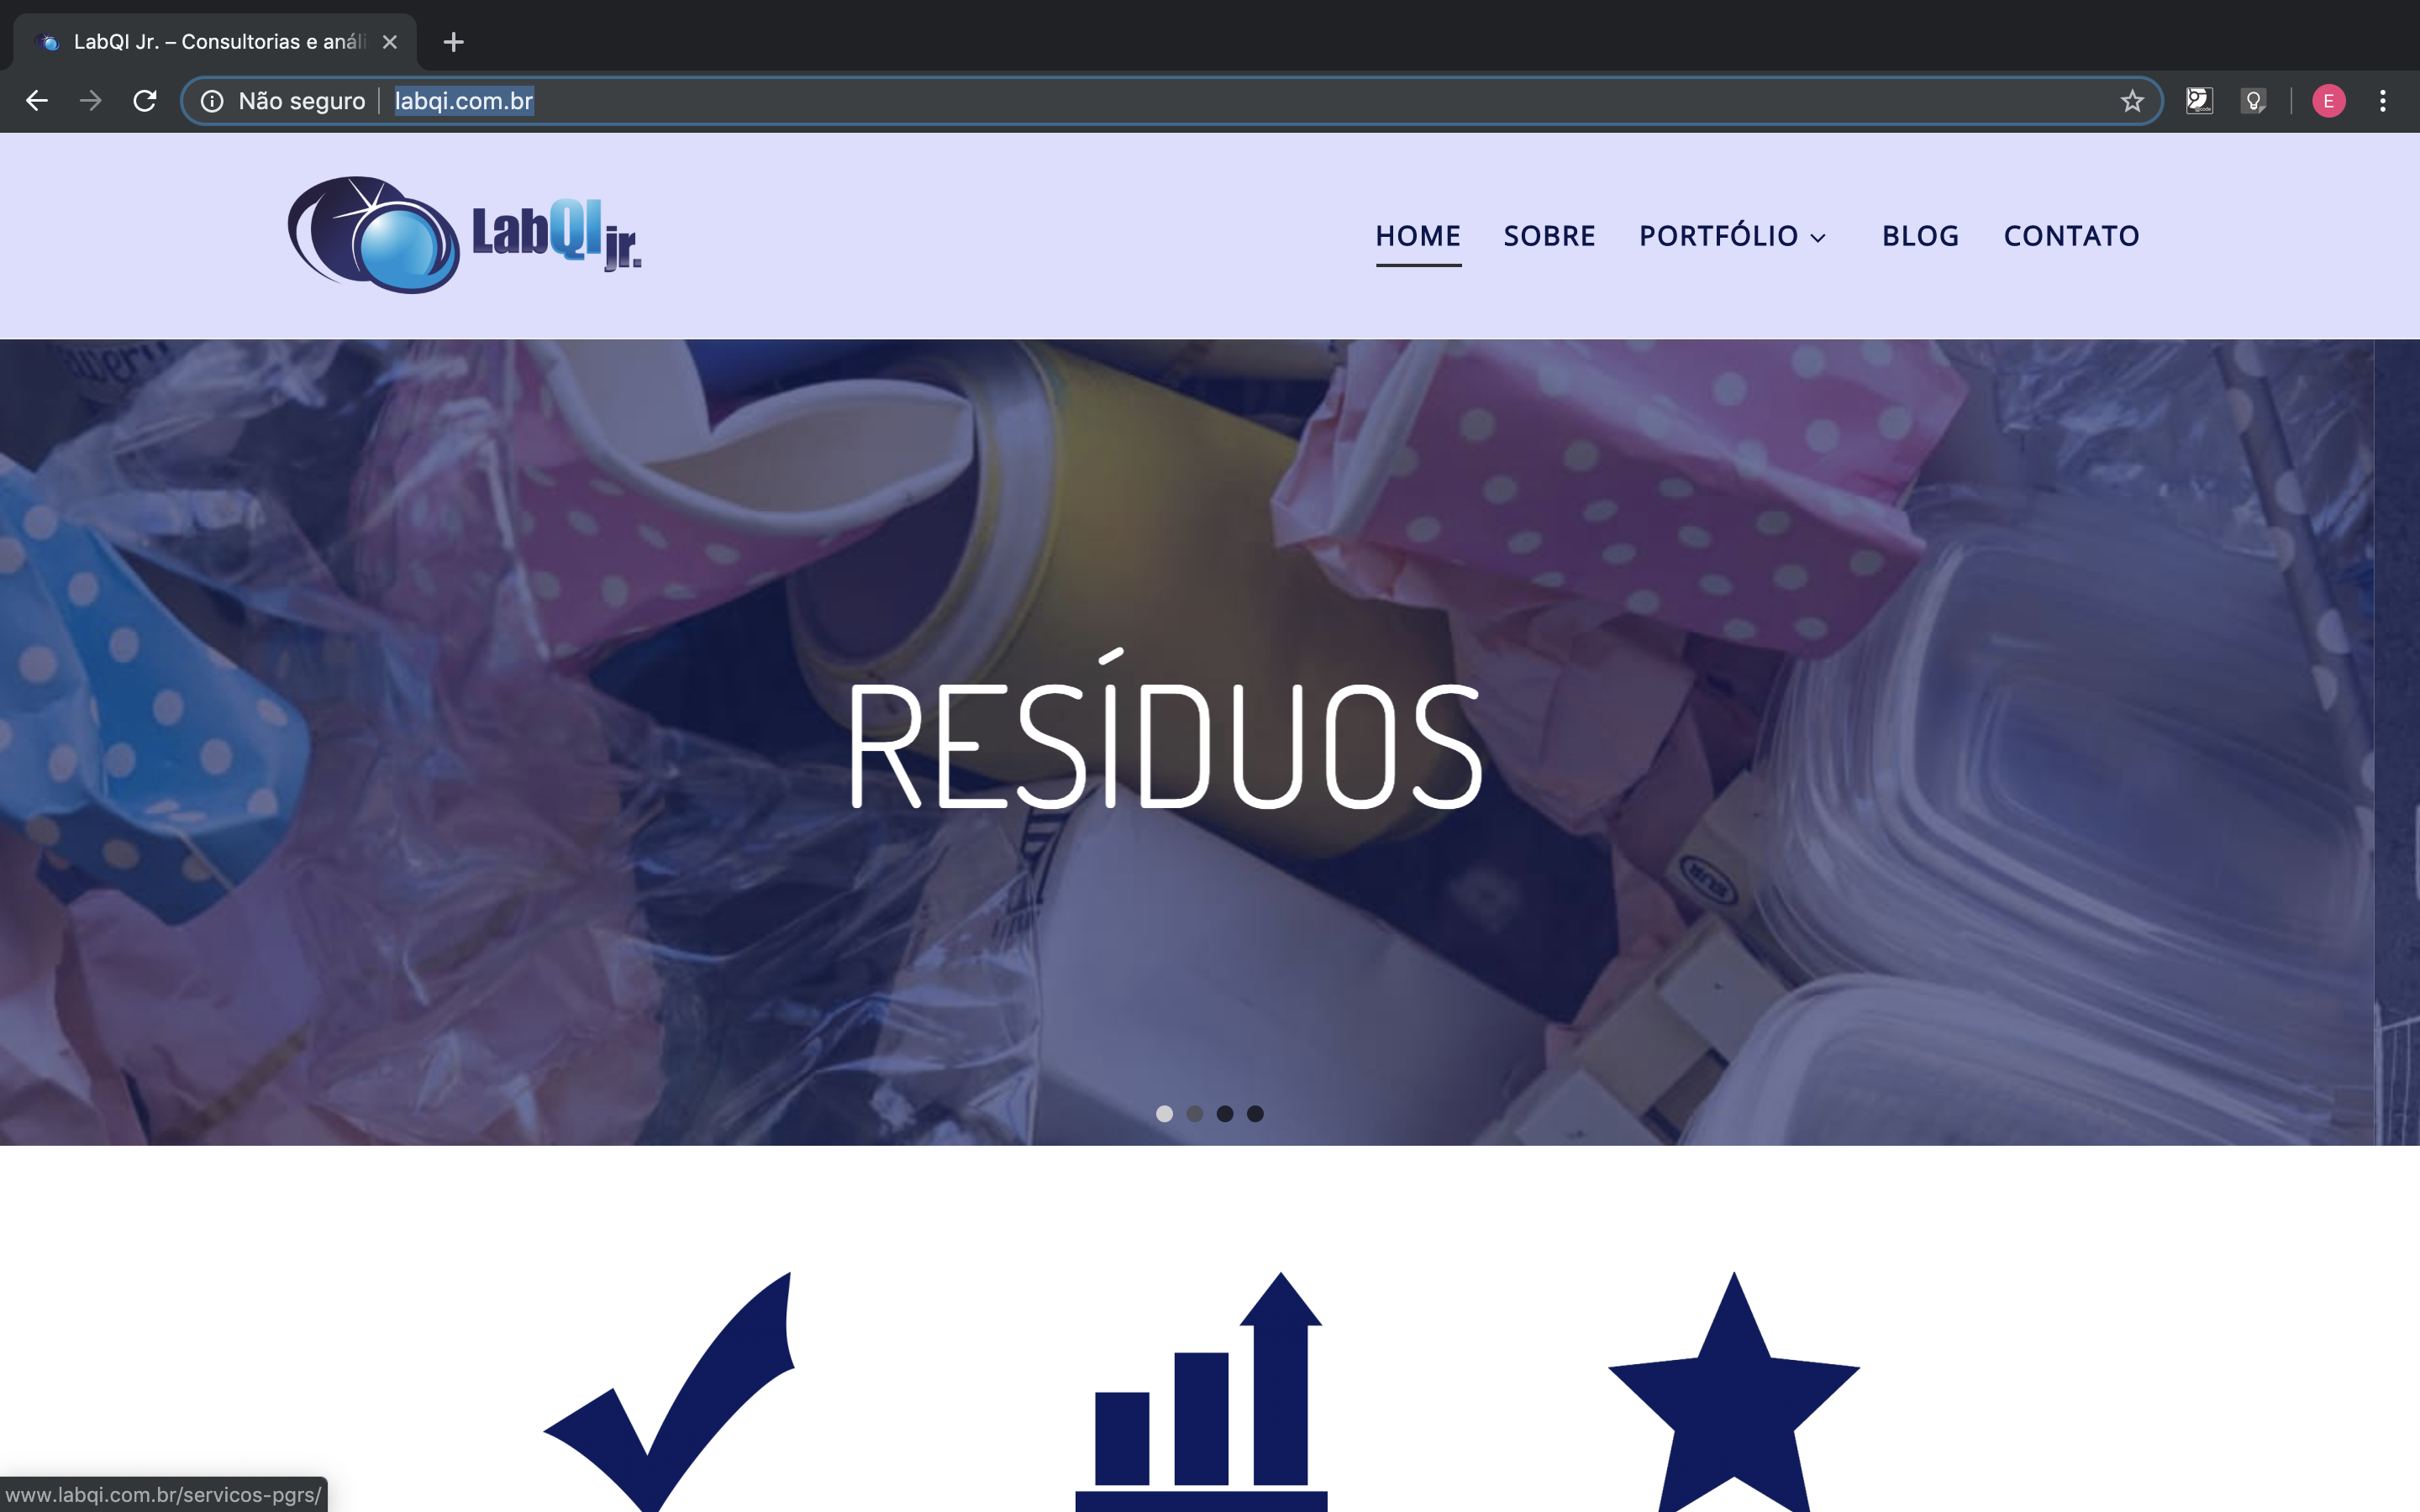 LabQI Jr. – Consultorias e análi
Não seguro
labqi.com.br
E
LabQI jr.
HOME SOBRE PORTFÓLIO BLOG CONTATO
RESÍDUOS
www.labqi.com.br/servicos-pgrs/